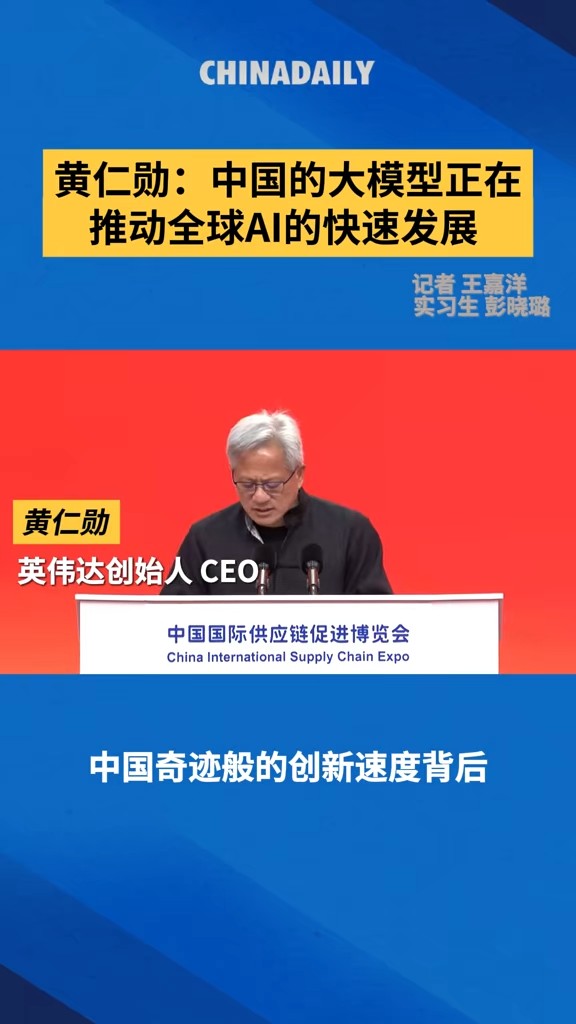 CHINADAILY
黄仁勋：中国的大模型正在
推动全球AI的快速发展
记者 王嘉洋
实习生 彭晓璐
黄仁勋
英伟达创始人 CEO
中国国际供应链促进博览会
China International Supply Chain Expo
中国奇迹般的创新速度背后